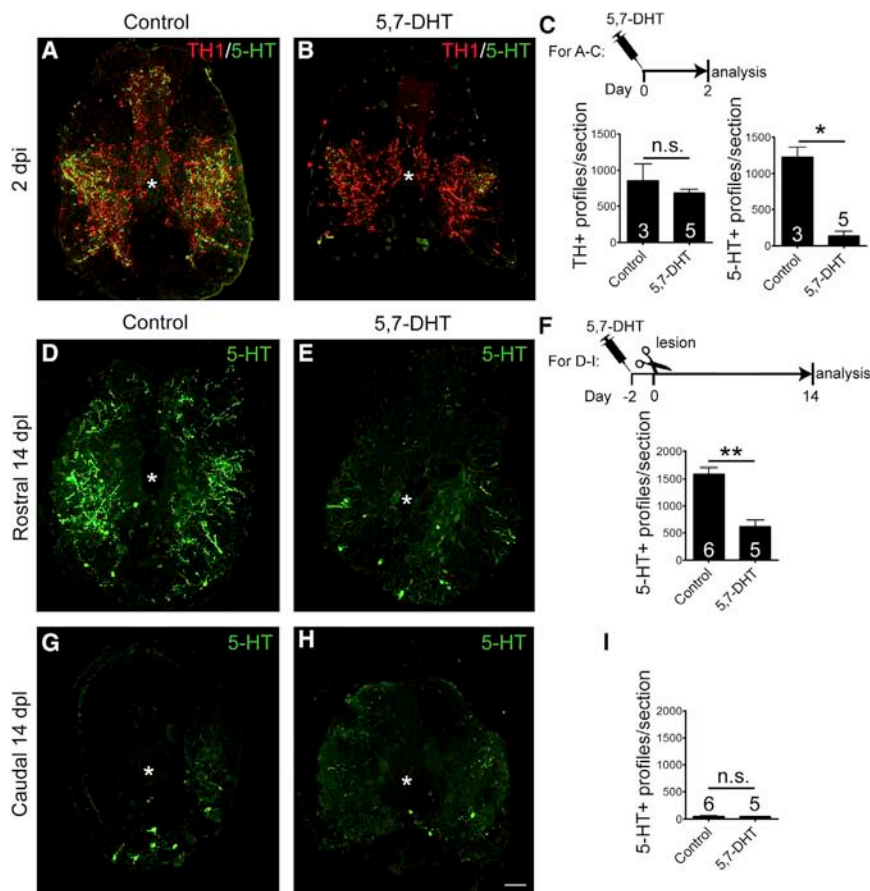 Control
5,7-DHT
A
TH1/5-HT
B
TH1/5-HT
2 dpi
*
*
C
5,7-DHT
For A-C:
analysis
Day 0 2
TH+ profiles/section
1500
1000
500
0
n.s.
3 5
Control 5,7-DHT
5-HT+ profiles/section
1500
1000
500
0
*
3 5
Control 5,7-DHT
Control
5,7-DHT
D
5-HT
E
5-HT
Rostral 14 dpl
*
*
F
5,7-DHT
lesion
For D-I:
analysis
Day -2 0 14
5-HT+ profiles/section
2000
1500
1000
500
0
**
6 5
Control 5,7-DHT
G
5-HT
H
5-HT
Caudal 14 dpl
*
*
I
5-HT+ profiles/section
2000
1500
1000
500
0
n.s.
6 5
Control 5,7-DHT